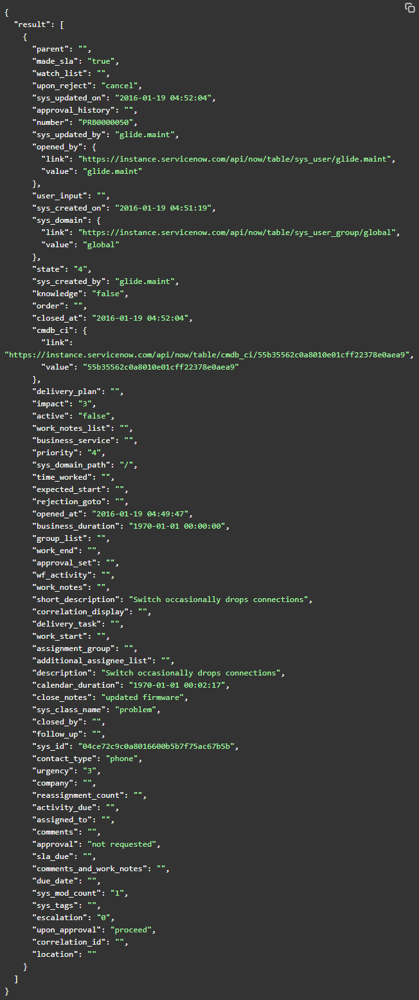 {
  "result": [
    {
      "parent": "",
      "made_sla": "true",
      "watch_list": "",
      "upon_reject": "cancel",
      "sys_updated_on": "2016-01-19 04:52:04",
      "approval_history": "",
      "number": "PRB0000050",
      "sys_updated_by": "glide.maint",
      "opened_by": {
        "link": "https://instance.servicenow.com/api/now/table/sys_user/glide.maint",
        "value": "glide.maint"
      },
      "user_input": "",
      "sys_created_on": "2016-01-19 04:51:19",
      "sys_domain": {
        "link": "https://instance.servicenow.com/api/now/table/sys_user_group/global",
        "value": "global"
      },
      "state": "4",
      "sys_created_by": "glide.maint",
      "knowledge": "false",
      "order": "",
      "closed_at": "2016-01-19 04:52:04",
      "cmdb_ci": {
        "link":
"https://instance.servicenow.com/api/now/table/cmdb_ci/55b35562c0a8010e01cff22378e0aea9",
        "value": "55b35562c0a8010e01cff22378e0aea9"
      },
      "delivery_plan": "",
      "impact": "3",
      "active": "false",
      "work_notes_list": "",
      "business_service": "",
      "priority": "4",
      "sys_domain_path": "/",
      "time_worked": "",
      "expected_start": "",
      "rejection_goto": "",
      "opened_at": "2016-01-19 04:49:47",
      "business_duration": "1970-01-01 00:00:00",
      "group_list": "",
      "work_end": "",
      "approval_set": "",
      "wf_activity": "",
      "work_notes": "",
      "short_description": "Switch occasionally drops connections",
      "correlation_display": "",
      "delivery_task": "",
      "work_start": "",
      "assignment_group": "",
      "additional_assignee_list": "",
      "description": "Switch occasionally drops connections",
      "calendar_duration": "1970-01-01 00:02:17",
      "close_notes": "updated firmware",
      "sys_class_name": "problem",
      "closed_by": "",
      "follow_up": "",
      "sys_id": "04ce72c9c0a8016600b5b7f75ac67b5b",
      "contact_type": "phone",
      "urgency": "3",
      "company": "",
      "reassignment_count": "",
      "activity_due": "",
      "assigned_to": "",
      "comments": "",
      "approval": "not requested",
      "sla_due": "",
      "comments_and_work_notes": "",
      "due_date": "",
      "sys_mod_count": "1",
      "sys_tags": "",
      "escalation": "0",
      "upon_approval": "proceed",
      "correlation_id": "",
      "location": ""
    }
  ]
}